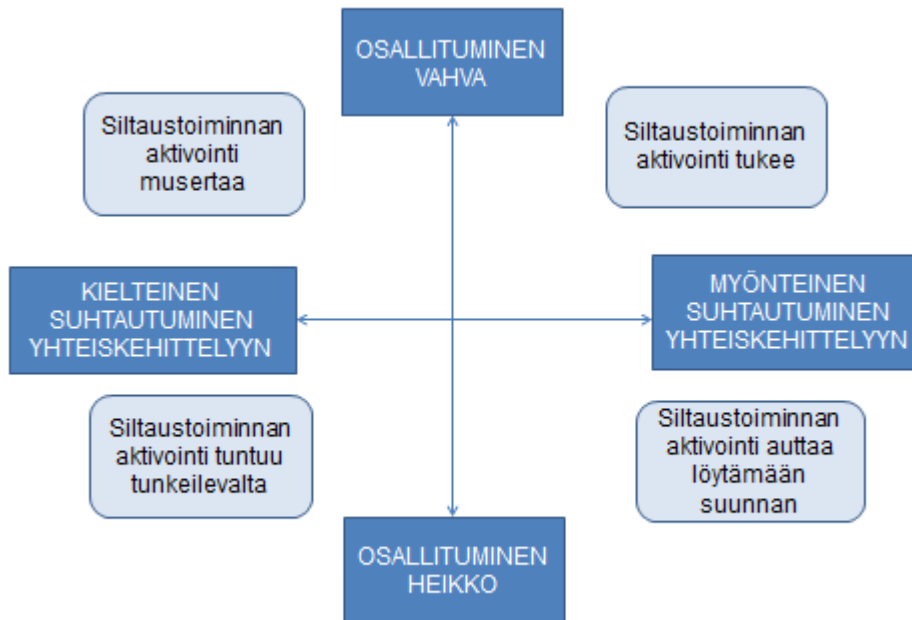 OSALLITUMINEN
VAHVA
Siltaustoiminnan
aktivointi
musertaa
Siltaustoiminnan
aktivointi tukee
KIELTEINEN
SUHTAUTUMINEN
YHTEISKEHITTELYYN
MYÖNTEINEN
SUHTAUTUMINEN
YHTEISKEHITTELYYN
Siltaustoiminnan
aktivointi tuntuu
tunkeilevalta
Siltaustoiminnan
aktivointi auttaa
löytämään
suunnan
OSALLITUMINEN
HEIKKO